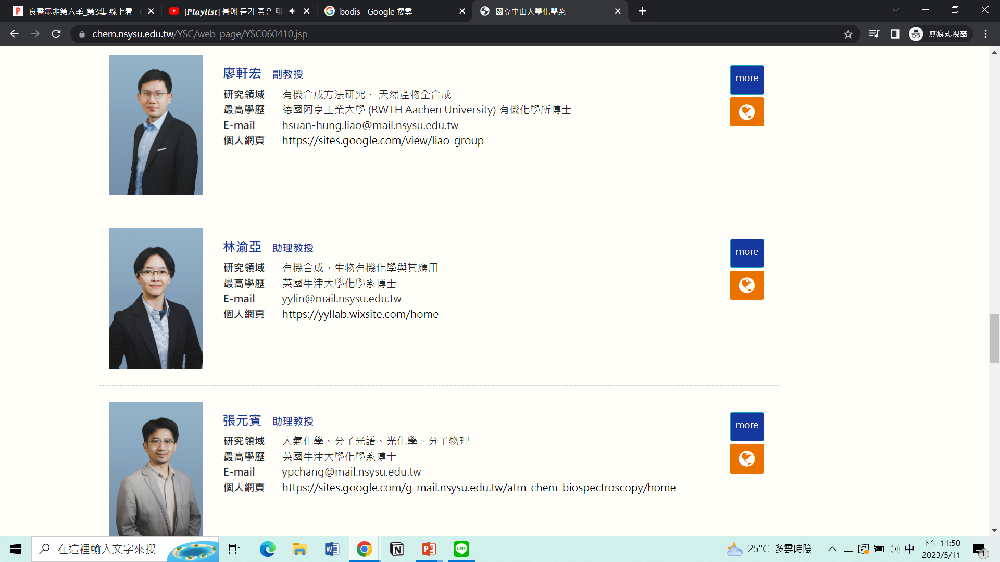 良醫墨非第六季_第3集 線上看 -
[Playlist] 봄에 듣기 좋은 테
bodis - Google 搜尋
國立中山大學化學系
chem.nsysu.edu.tw/YSC/web_page/YSC060410.jsp
無痕式視窗
廖軒宏 副教授
more
研究領域 有機合成方法研究、 天然產物全合成
最高學歷 德國阿亨工業大學 (RWTH Aachen University) 有機化學所博士
E-mail hsuan-hung.liao@mail.nsysu.edu.tw
個人網頁 https://sites.google.com/view/liao-group
林渝亞 助理教授
more
研究領域 有機合成、生物有機化學與其應用
最高學歷 英國牛津大學化學系博士
E-mail yylin@mail.nsysu.edu.tw
個人網頁 https://yyllab.wixsite.com/home
張元賓 助理教授
more
研究領域 大氣化學、分子光譜、光化學、分子物理
最高學歷 英國牛津大學化學系博士
E-mail ypchang@mail.nsysu.edu.tw
個人網頁 https://sites.google.com/g-mail.nsysu.edu.tw/atm-chem-biospectroscopy/home
在這裡輸入文字來搜
25°C 多雲時陰
中
下午 11:50
2023/5/11
1